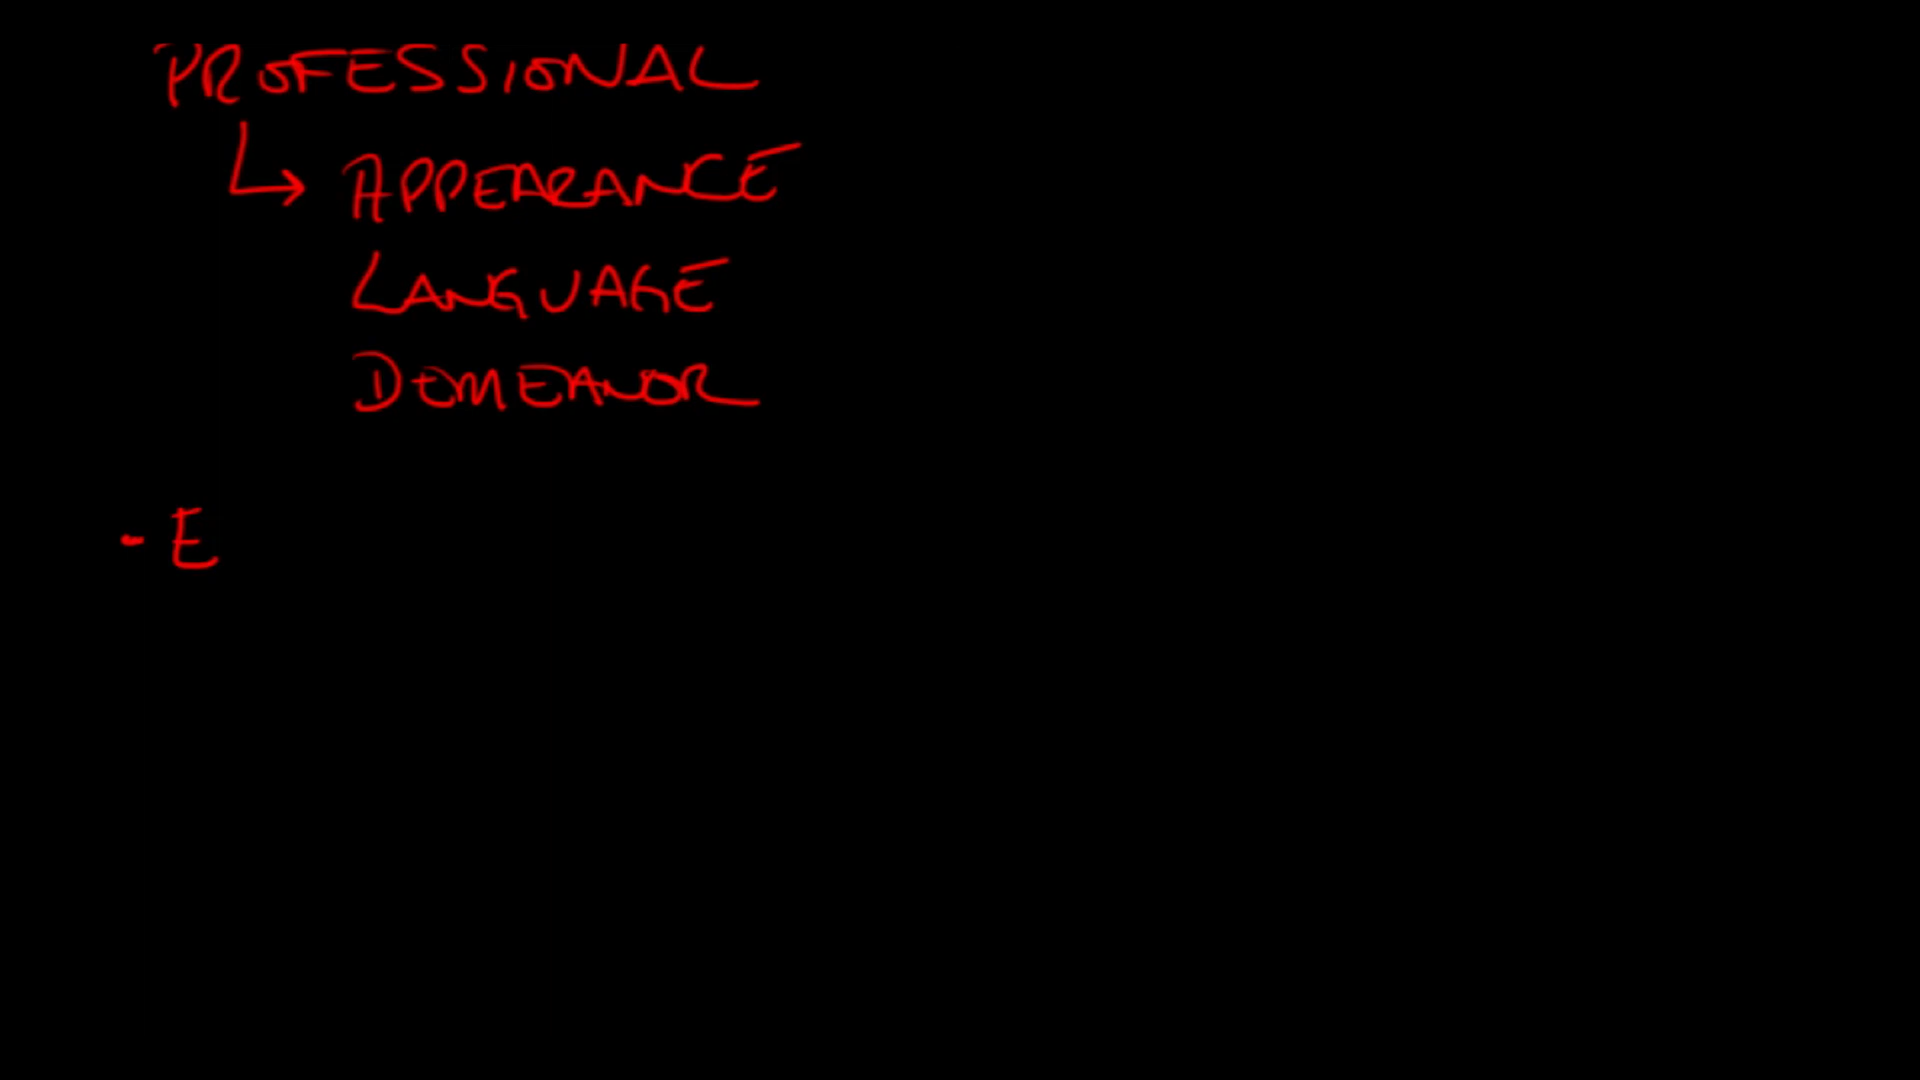 PROFESSIONAL
→ APPEARANCE
LANGUAGE
DEMEANOR
- E